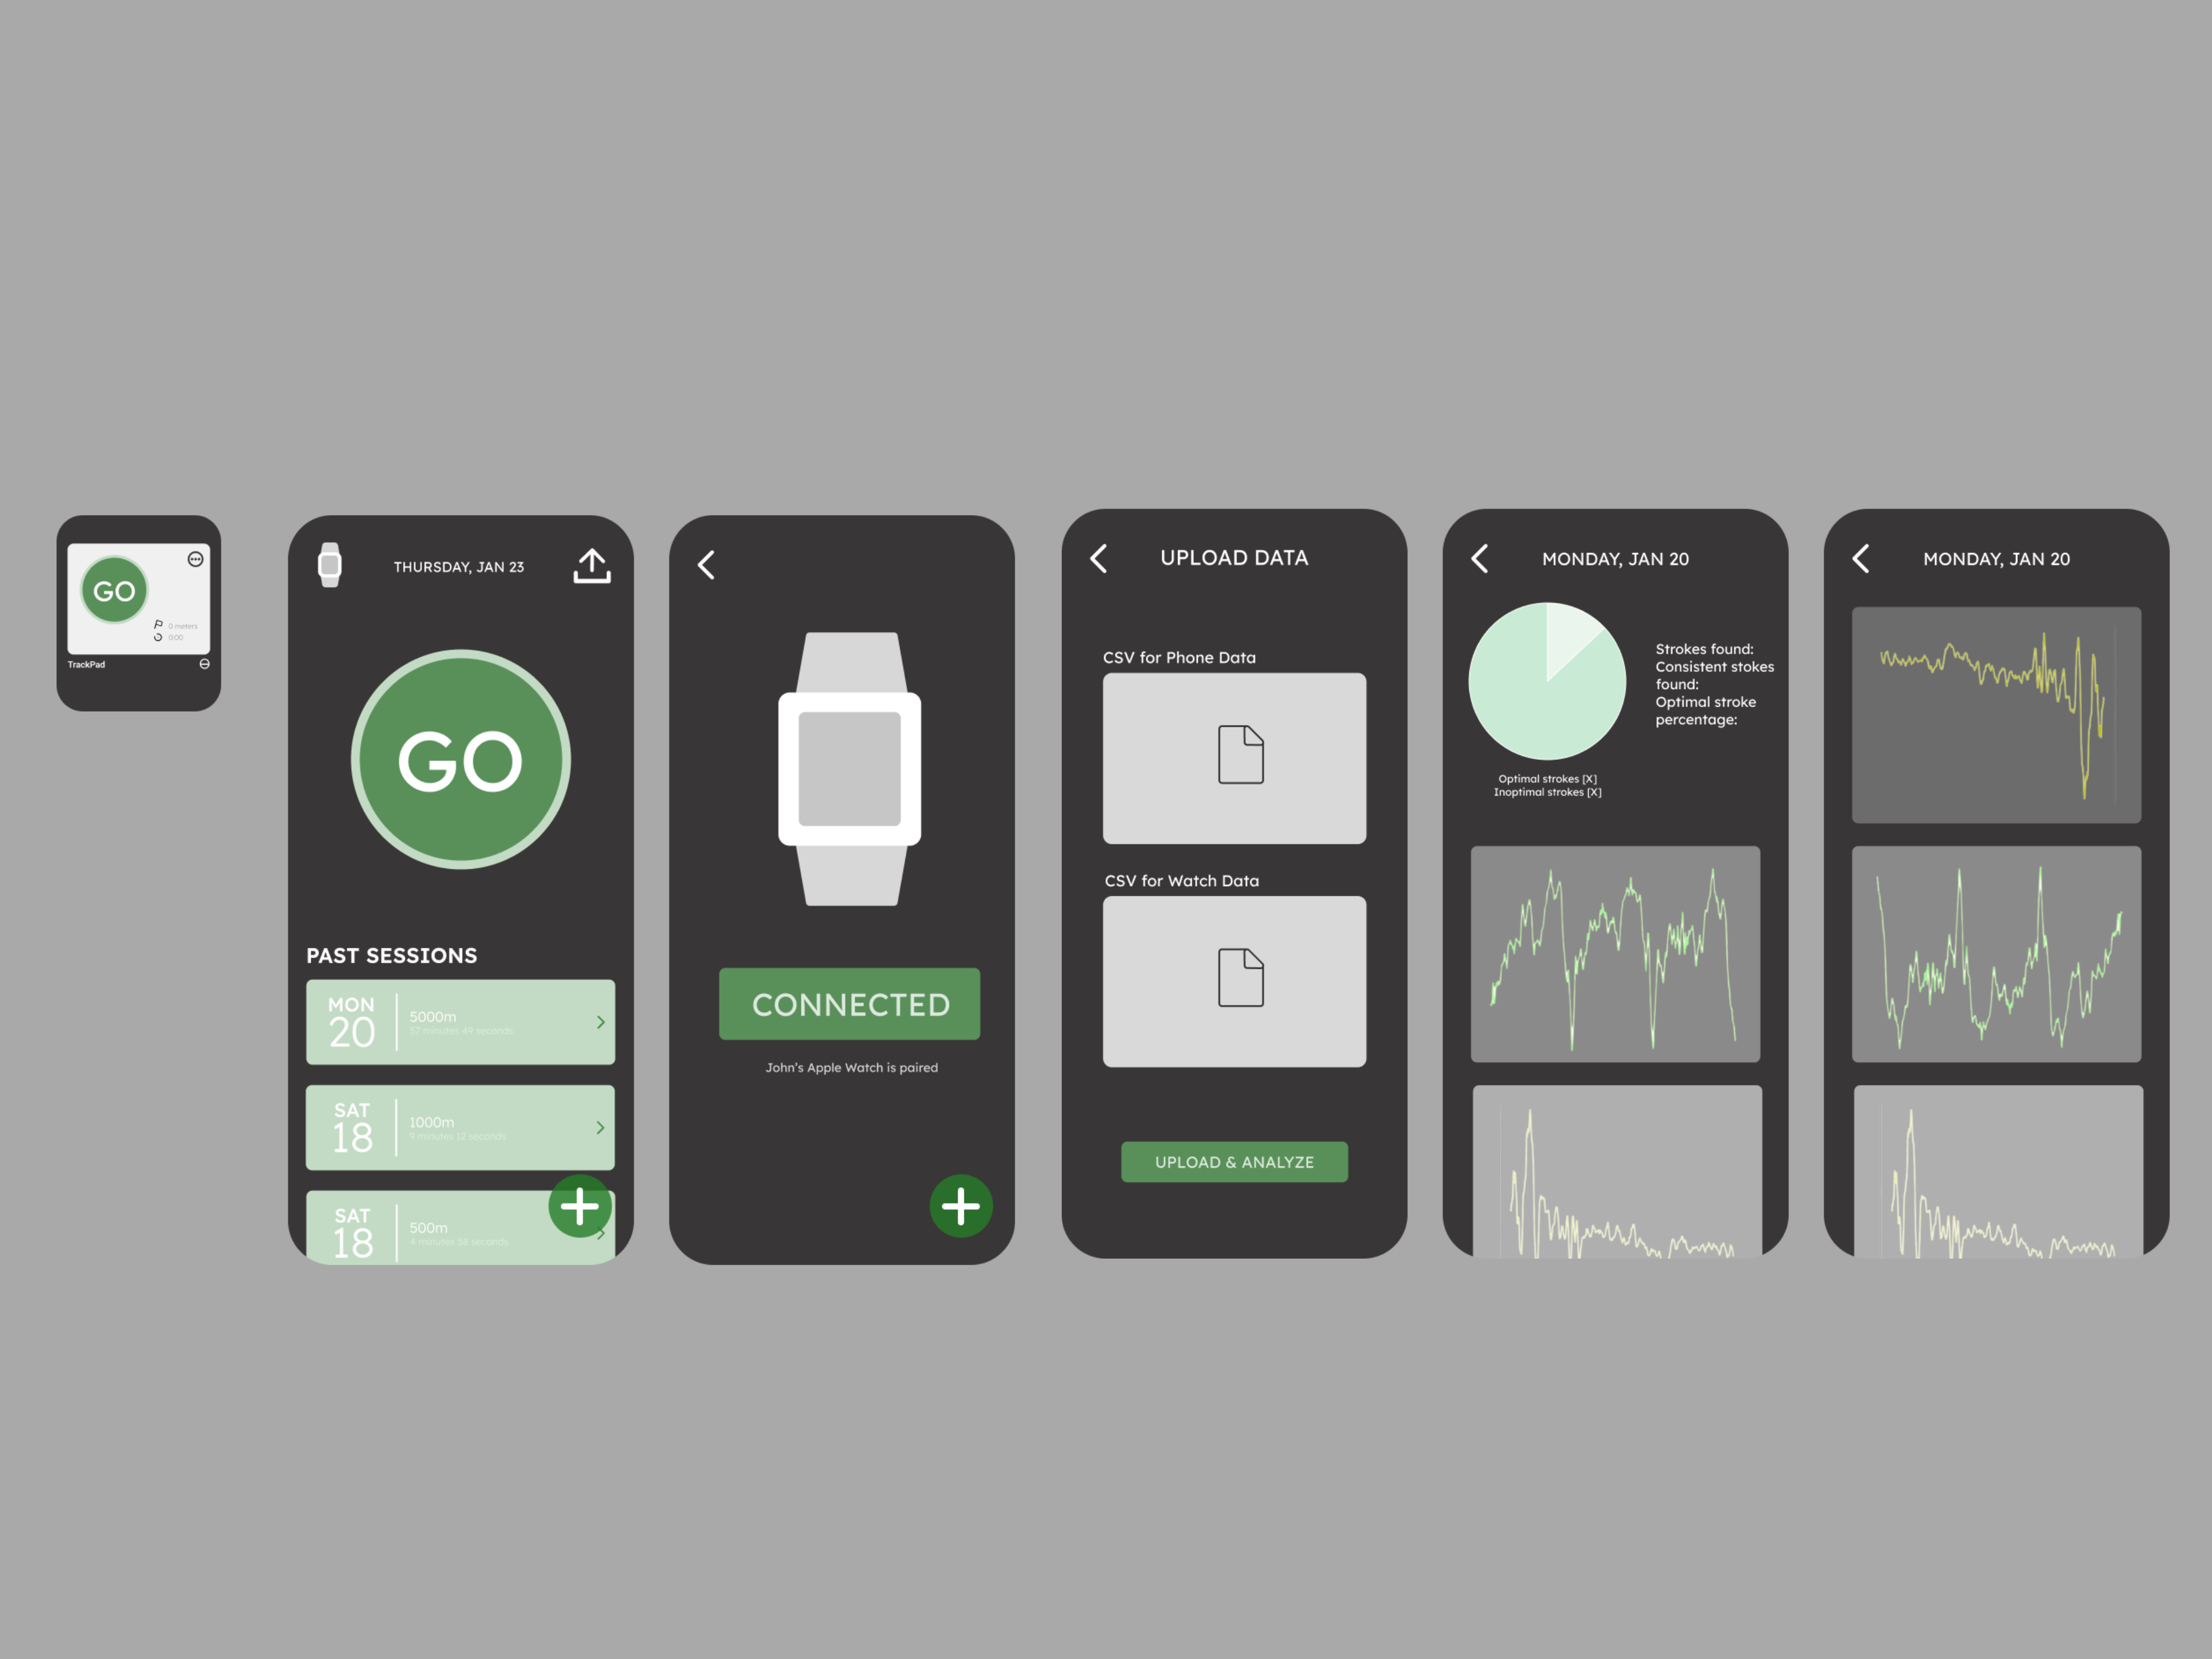 GO
0 meters
0:00
TrackPad
THURSDAY, JAN 23
GO
PAST SESSIONS
MON
20
5000m
57 minutes 49 seconds
SAT
18
1000m
9 minutes 12 seconds
SAT
18
500m
4 minutes 58 seconds
CONNECTED
John's Apple Watch is paired
UPLOAD DATA
CSV for Phone Data
CSV for Watch Data
UPLOAD & ANALYZE
MONDAY, JAN 20
Strokes found:
Consistent stokes
found:
Optimal stroke
percentage:
Optimal strokes [X]
Inoptimal strokes [X]
MONDAY, JAN 20